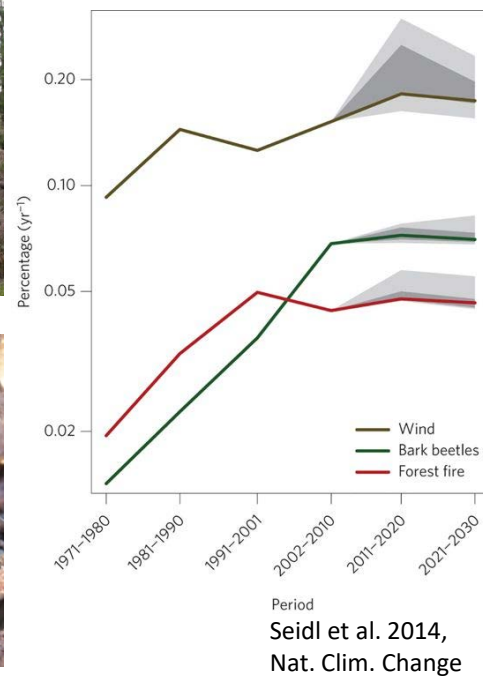 0.20
0.10
0.05
0.02
Percentage (yr⁻¹)
Wind
Bark beetles
Forest fire
1971–1980
1981–1990
1991–2001
2002–2010
2011–2020
2021–2030
Period
Seidl et al. 2014,
Nat. Clim. Change